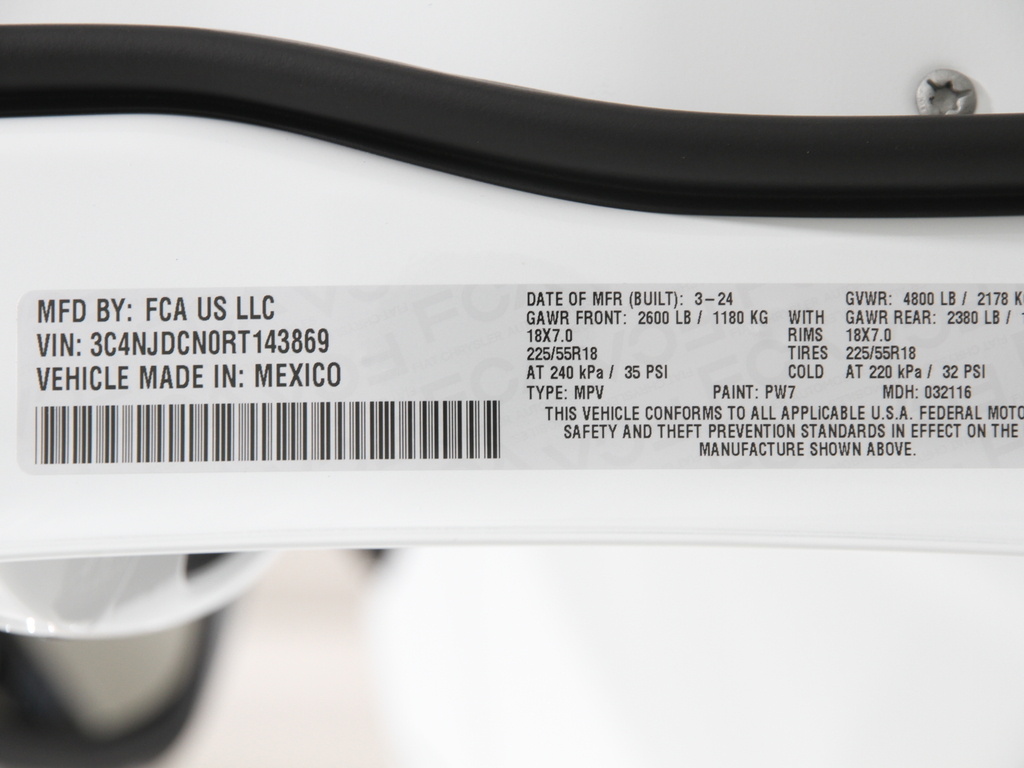 MFD BY: FCA US LLC
VIN: 3C4NJDCN0RT143869
VEHICLE MADE IN: MEXICO
DATE OF MFR (BUILT): 3-24 GVWR: 4800 LB / 2178 K
GAWR FRONT: 2600 LB / 1180 KG WITH GAWR REAR: 2380 LB / 1
18X7.0 RIMS 18X7.0
225/55R18 TIRES 225/55R18
AT 240 kPa / 35 PSI COLD AT 220 kPa / 32 PSI
TYPE: MPV PAINT: PW7 MDH: 032116
THIS VEHICLE CONFORMS TO ALL APPLICABLE U.S.A. FEDERAL MOTO
SAFETY AND THEFT PREVENTION STANDARDS IN EFFECT ON THE
MANUFACTURE SHOWN ABOVE.